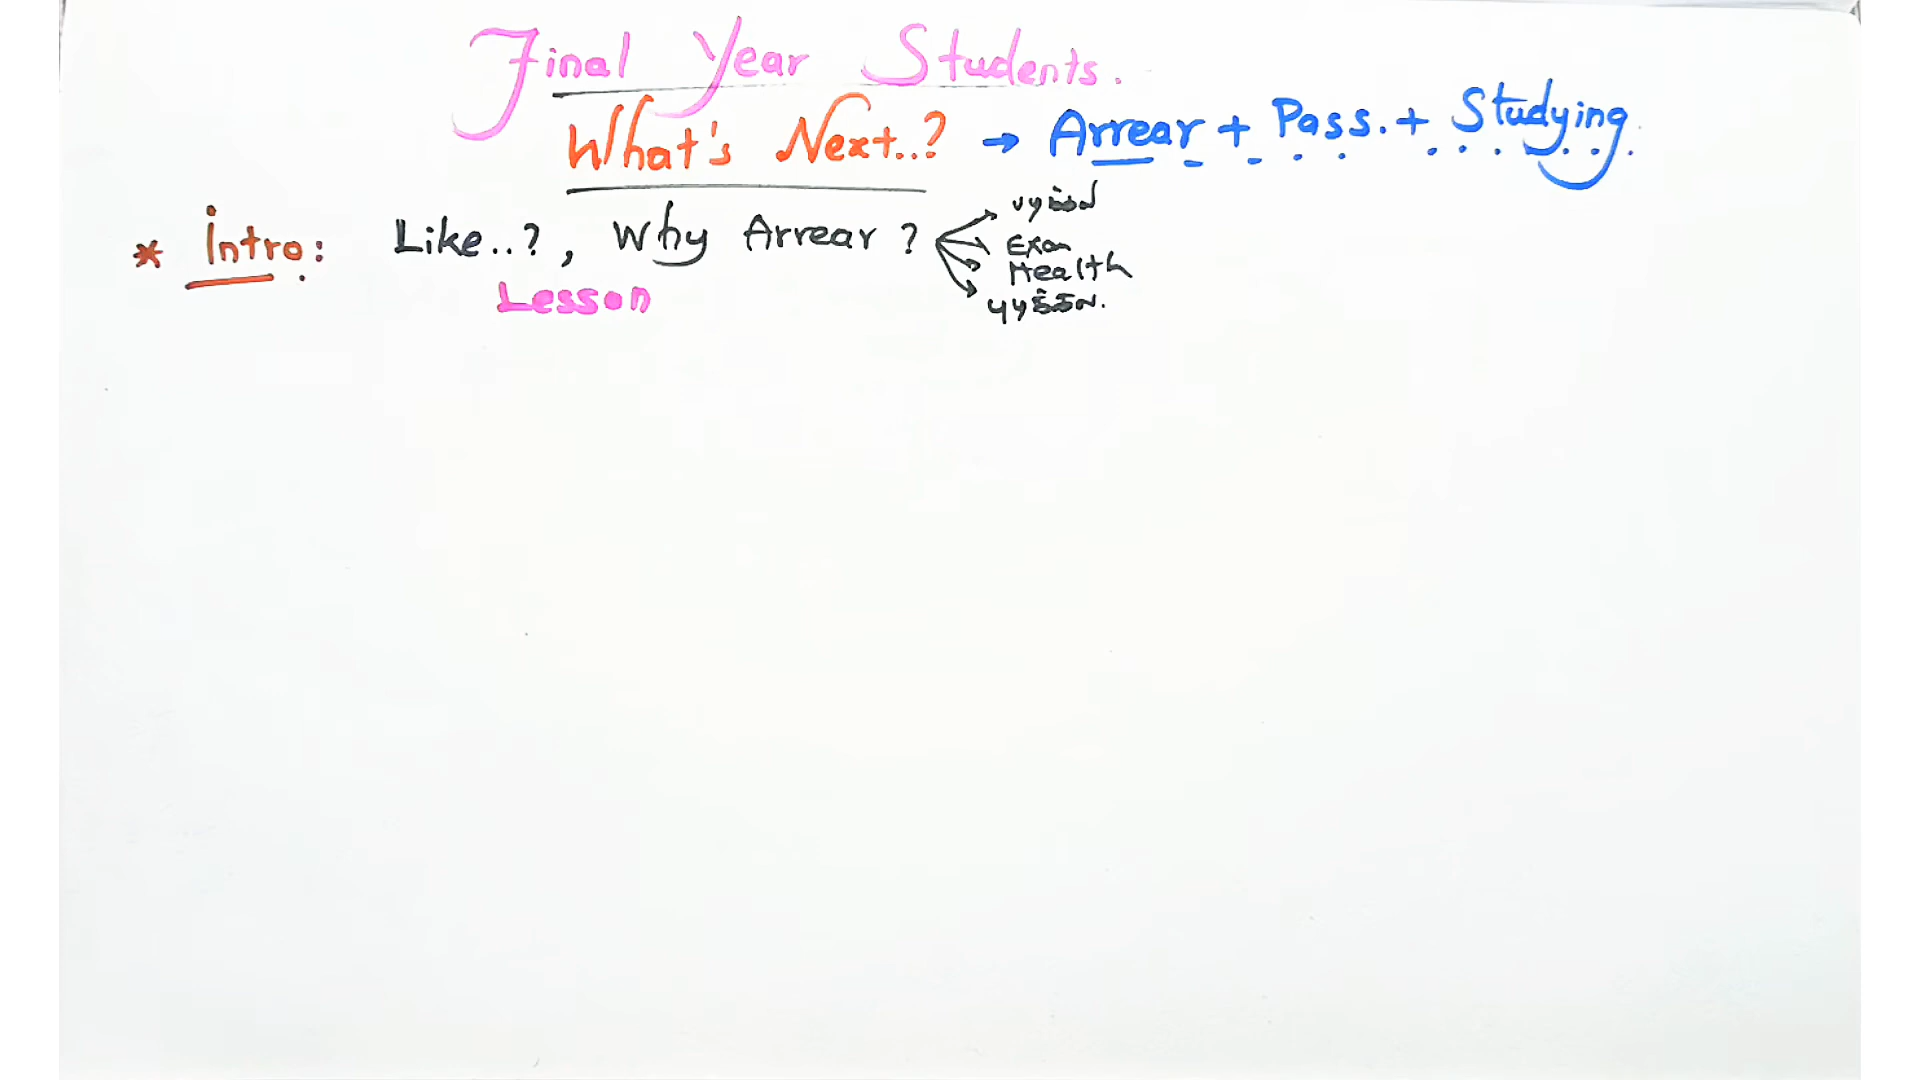 Final Year Students.
What's Next..? → Arrear + Pass. + Studying.
* Intro: Like..?, Why Arrear ?
Exam
Health
Lesson